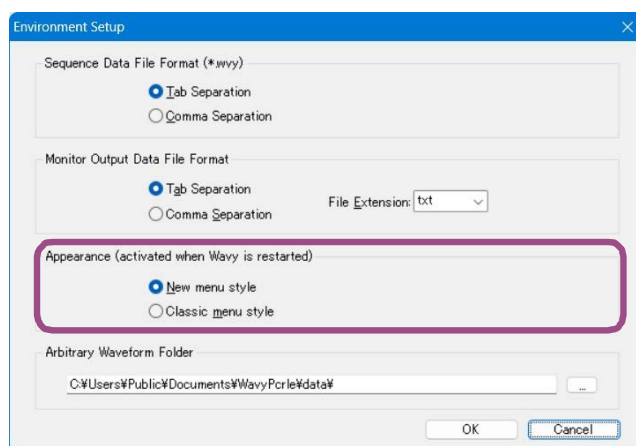 Environment Setup
Sequence Data File Format (*.wvy)
Tab Separation
Comma Separation
Monitor Output Data File Format
Tab Separation
File Extension: txt
Comma Separation
Appearance (activated when Wavy is restarted)
New menu style
Classic menu style
Arbitrary Waveform Folder
C:¥Users¥Public¥Documents¥WavyPcrle¥data¥
...
OK
Cancel